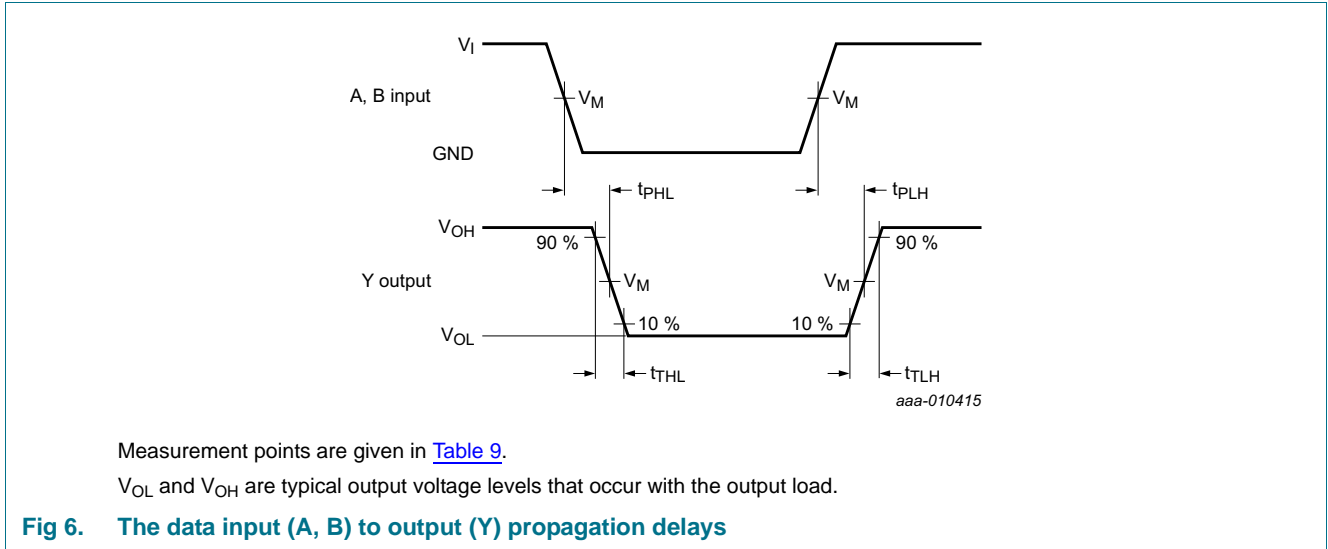 VI
A, B input
VM
VM
GND
tPHL
tPLH
VOH
90 %
90 %
Y output
VM
VM
10 %
10 %
VOL
tTHL
tTLH
aaa-010415
Measurement points are given in Table 9.
VOL and VOH are typical output voltage levels that occur with the output load.
Fig 6. The data input (A, B) to output (Y) propagation delays